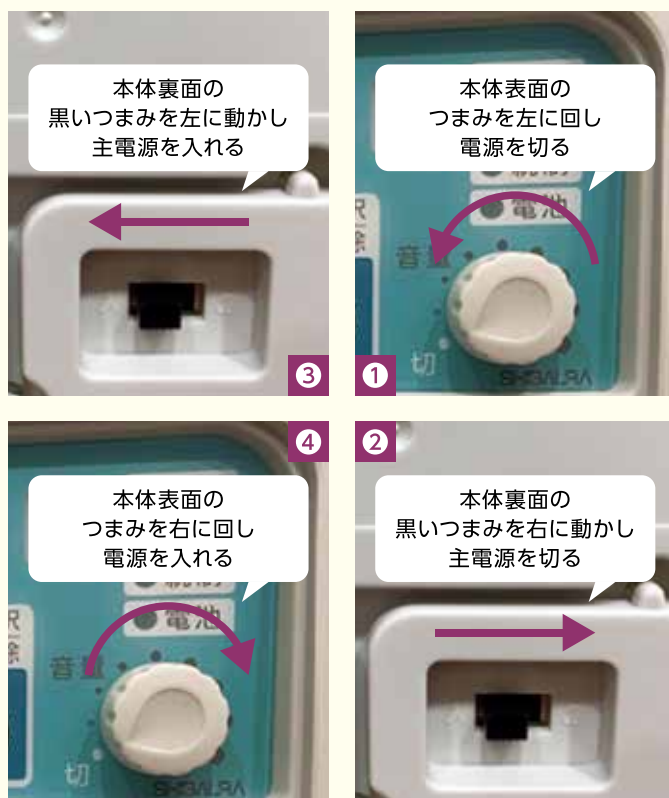 本体表面の
つまみを左に回し
電源を切る
電池
音量
切
❶
❷
本体裏面の
黒いつまみを右に動かし
主電源を切る
本体裏面の
黒いつまみを左に動かし
主電源を入れる
❸
❹
本体表面の
つまみを右に回し
電源を入れる
電池
音量
切